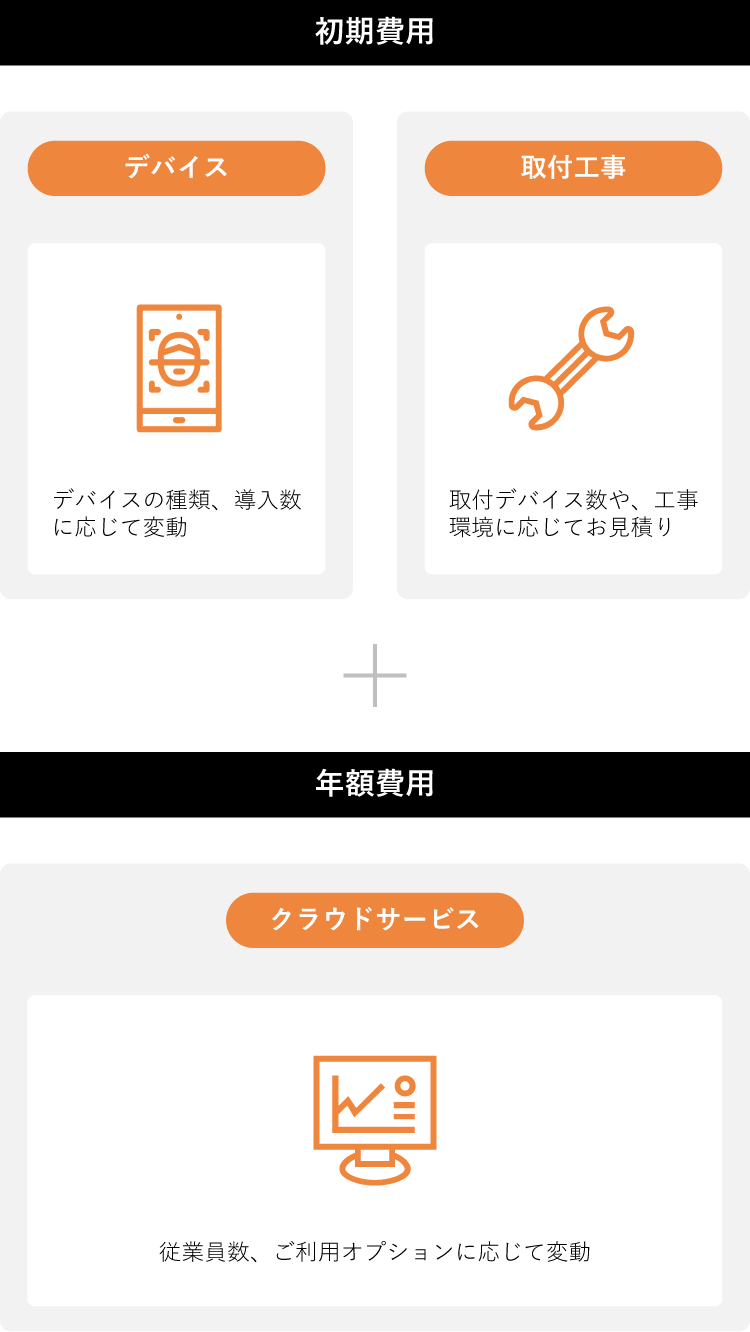 初期費用
デバイス
デバイスの種類、導入数
に応じて変動
取付工事
取付デバイス数や、工事
環境に応じてお見積り
年額費用
クラウドサービス
従業員数、ご利用オプションに応じて変動